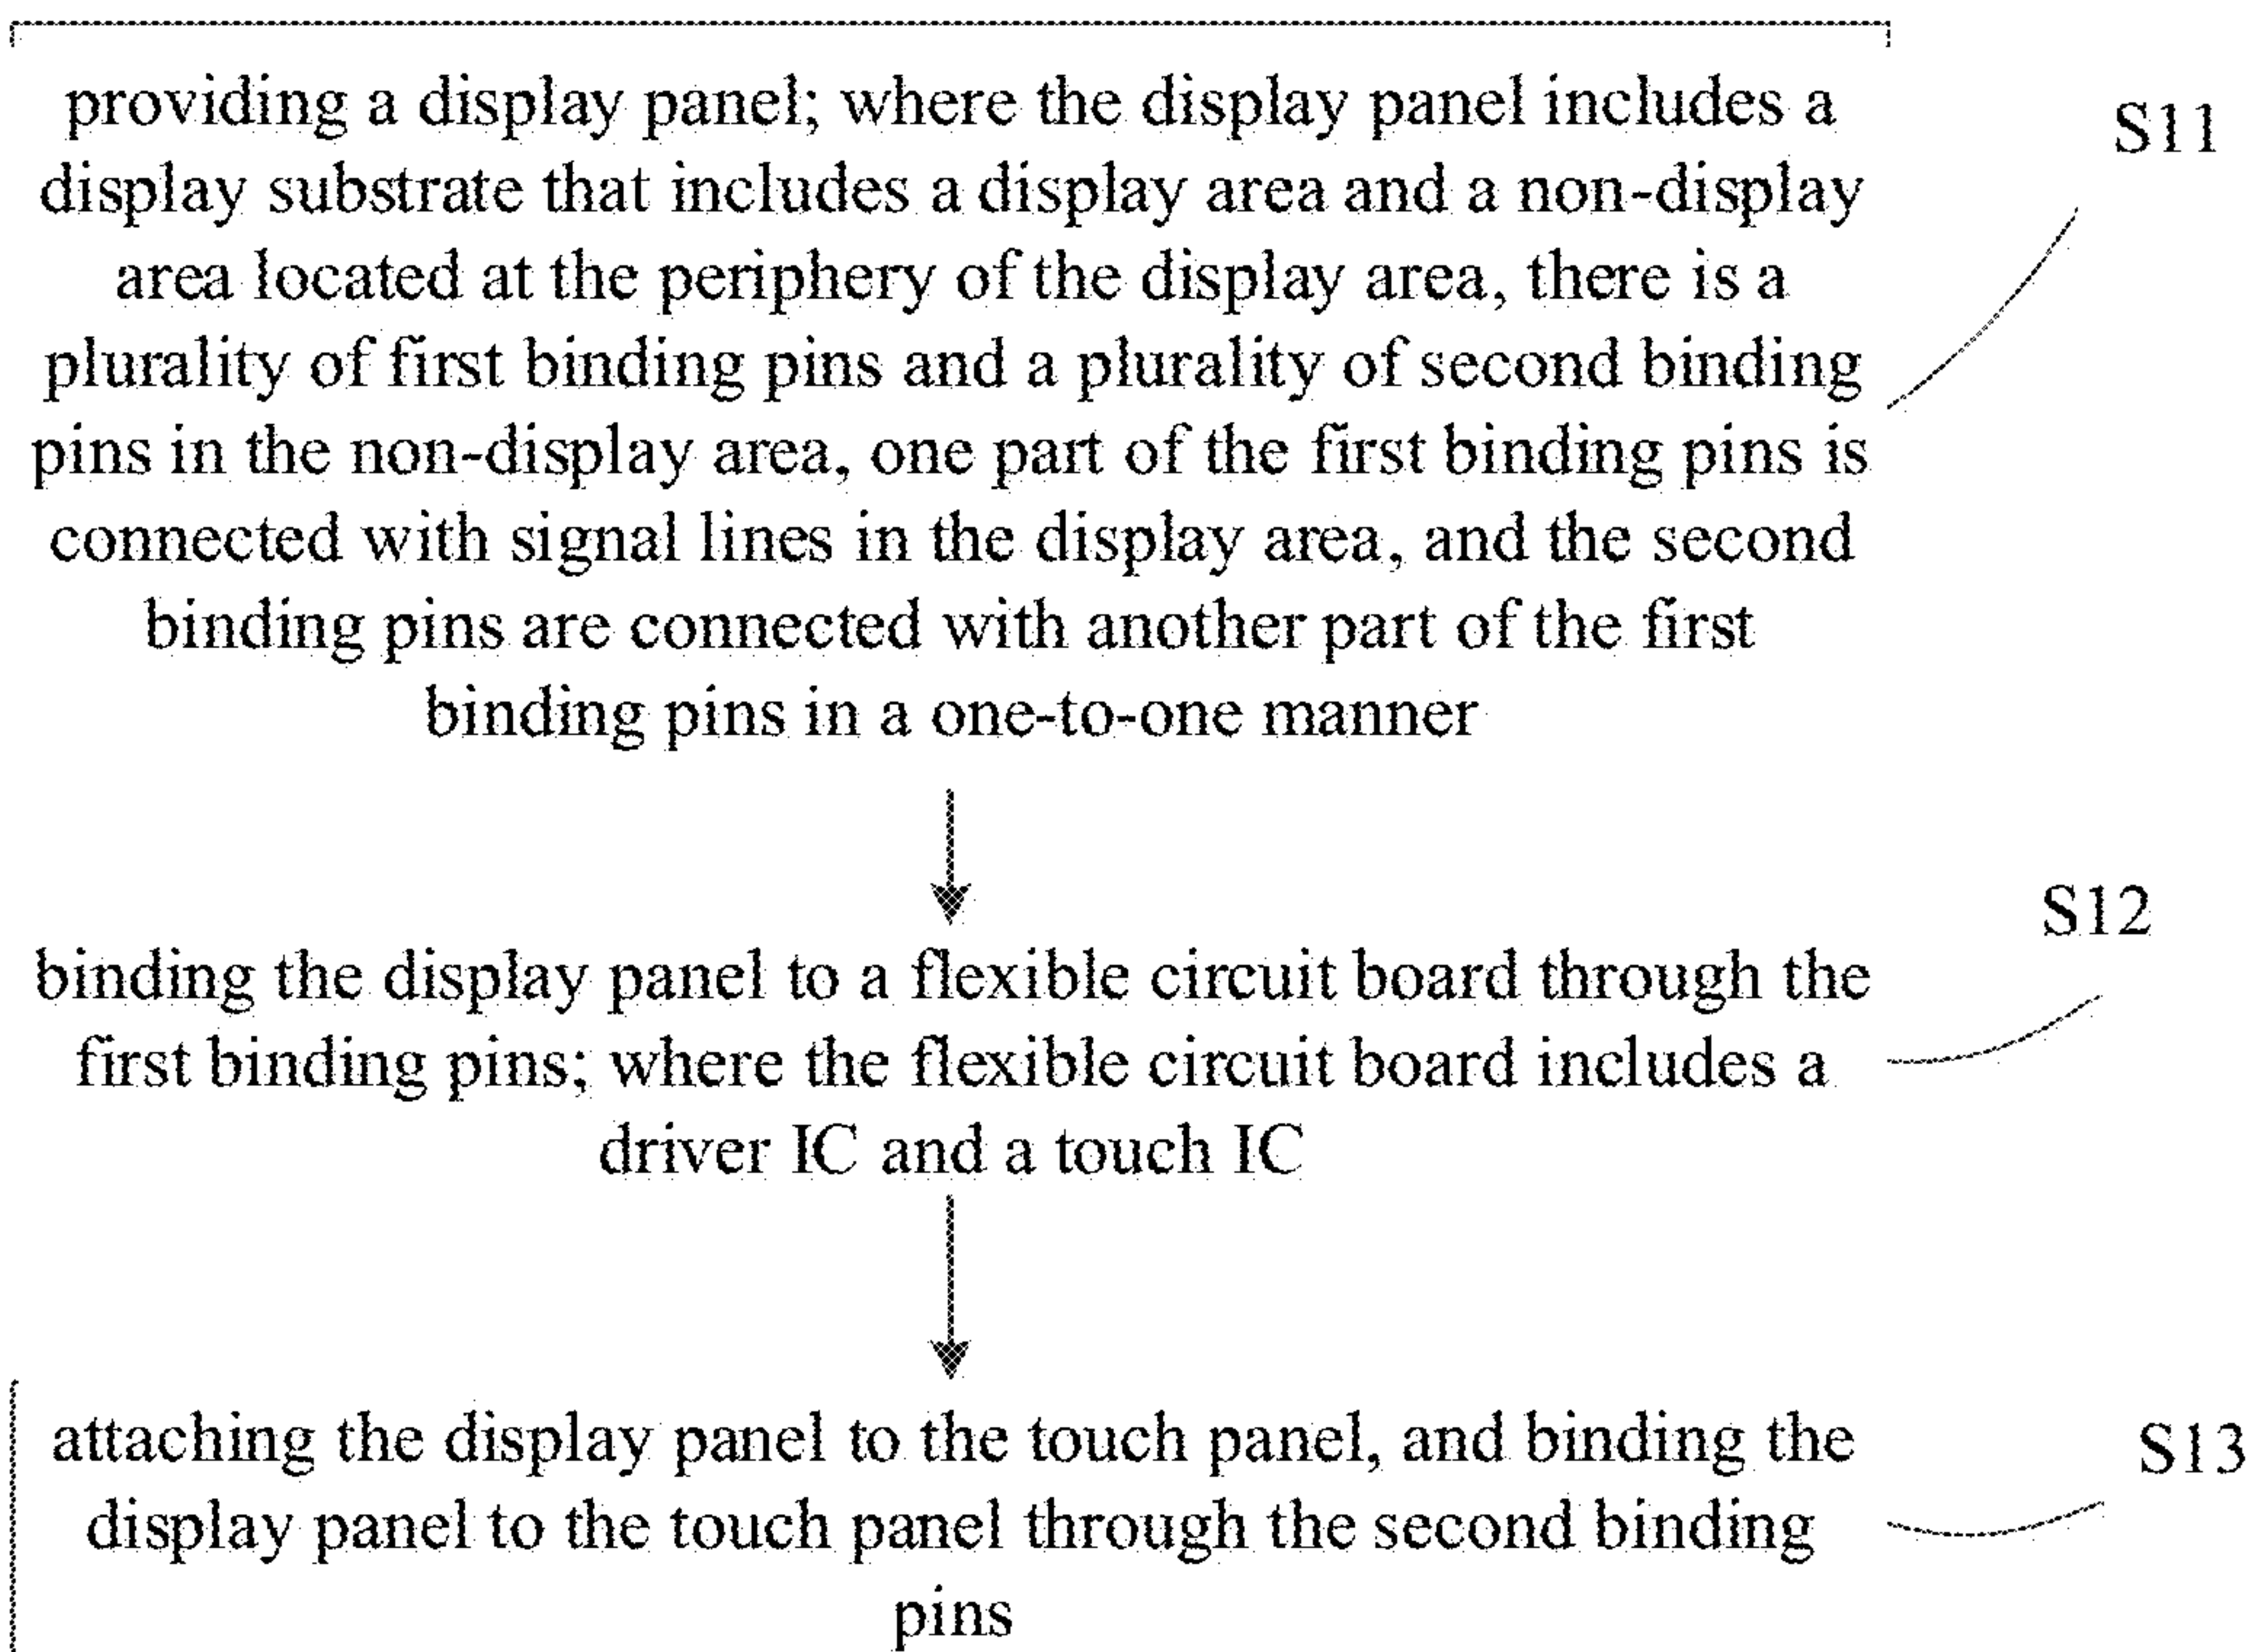 providing a display panel; where the display panel includes a
S11
display substrate that includes a display area and a non-display
area located at the periphery of the display area, there is a
plurality of first binding pins and a plurality of second binding
pins in the non-display area, one part of the first binding pins is
connected with signal lines in the display area, and the second
binding pins are connected with another part of the first
binding pins in a one-to-one manner
S12
binding the display panel to a flexible circuit board through the
first binding pins; where the flexible circuit board includes a
driver IC and a touch IC
attaching the display panel to the touch panel, and binding the
S13
display panel to the touch panel through the second binding
pins